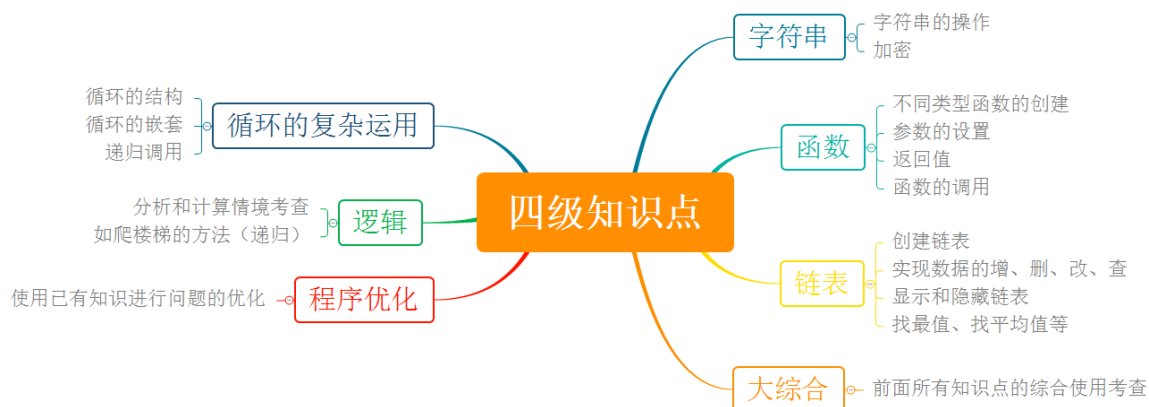 四级知识点
字符串
字符串的操作
加密
函数
不同类型函数的创建
参数的设置
返回值
函数的调用
链表
创建链表
实现数据的增、删、改、查
显示和隐藏链表
找最值、找平均值等
大综合
前面所有知识点的综合使用考查
循环的复杂运用
循环的结构
循环的嵌套
递归调用
逻辑
分析和计算情境考查
如爬楼梯的方法（递归）
程序优化
使用已有知识进行问题的优化